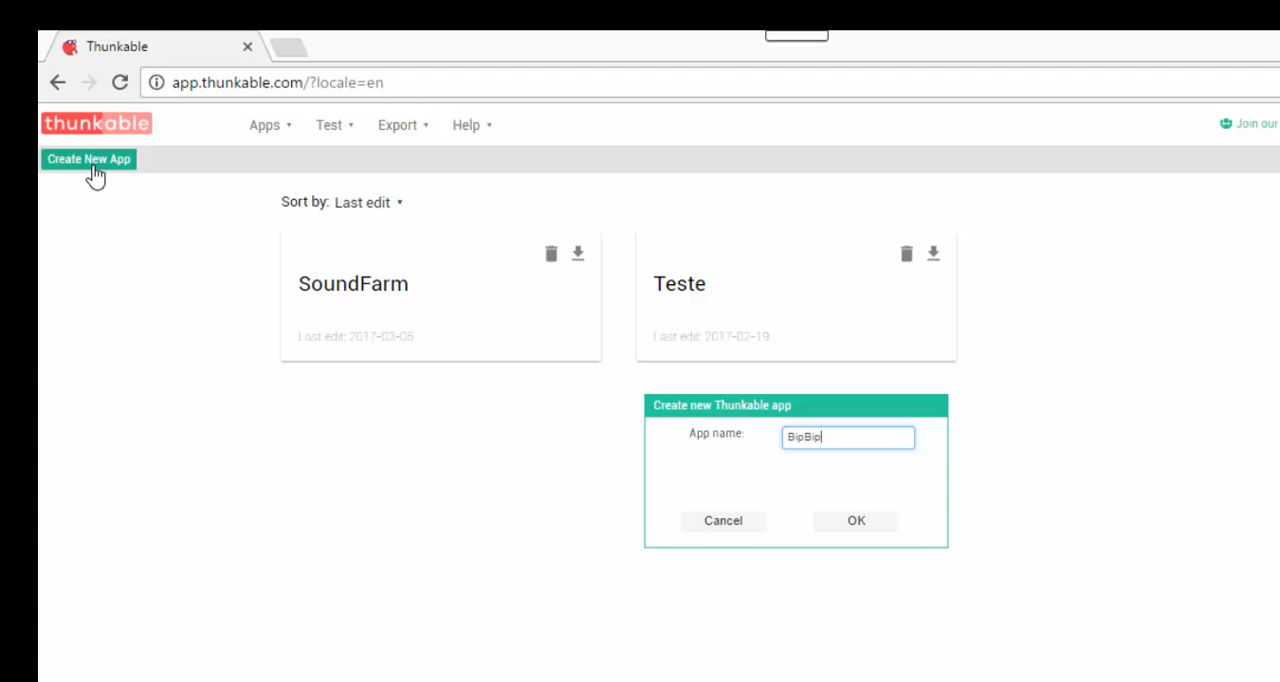 Thunkable
app.thunkable.com/?locale=en
thunkable Apps Test Export Help Join our
Create New App
Sort by: Last edit
SoundFarm Teste
Last edit: 2017-03-05 Last edit: 2017-02-19
Create new Thunkable app
App name: BipBip
Cancel OK